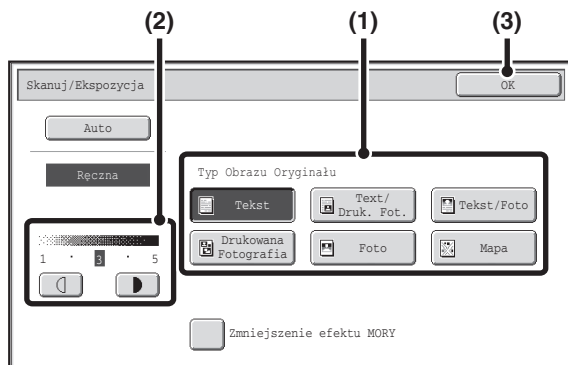 (2) (1) (3)
Skanuj/Ekspozycja OK
Auto
Ręczna
Typ Obrazu Oryginału
Tekst
Text/
Druk. Fot.
Tekst/Foto
Drukowana
Fotografia
Foto
Mapa
1 · 3 · 5
Zmniejszenie efektu MORY